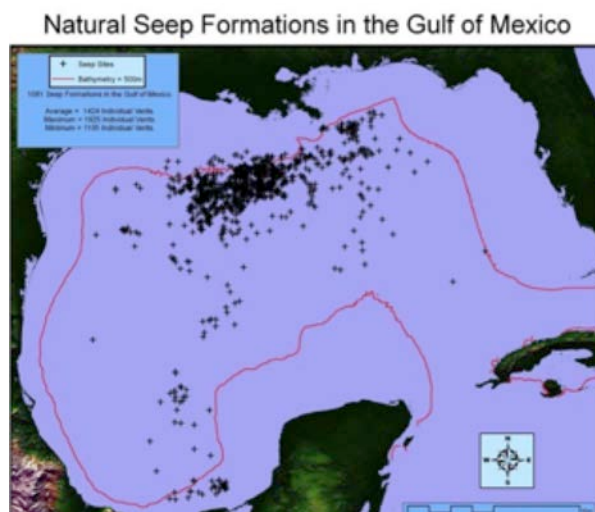 Natural Seep Formations in the Gulf of Mexico
Seep Sites
Bathymetry = 500m
1081 Seep Formations in the Gulf of Mexico
Average = 1424 Individual Vents
Maximum = 1925 Individual Vents
Minimum = 1195 Individual Vents
N
W E
S